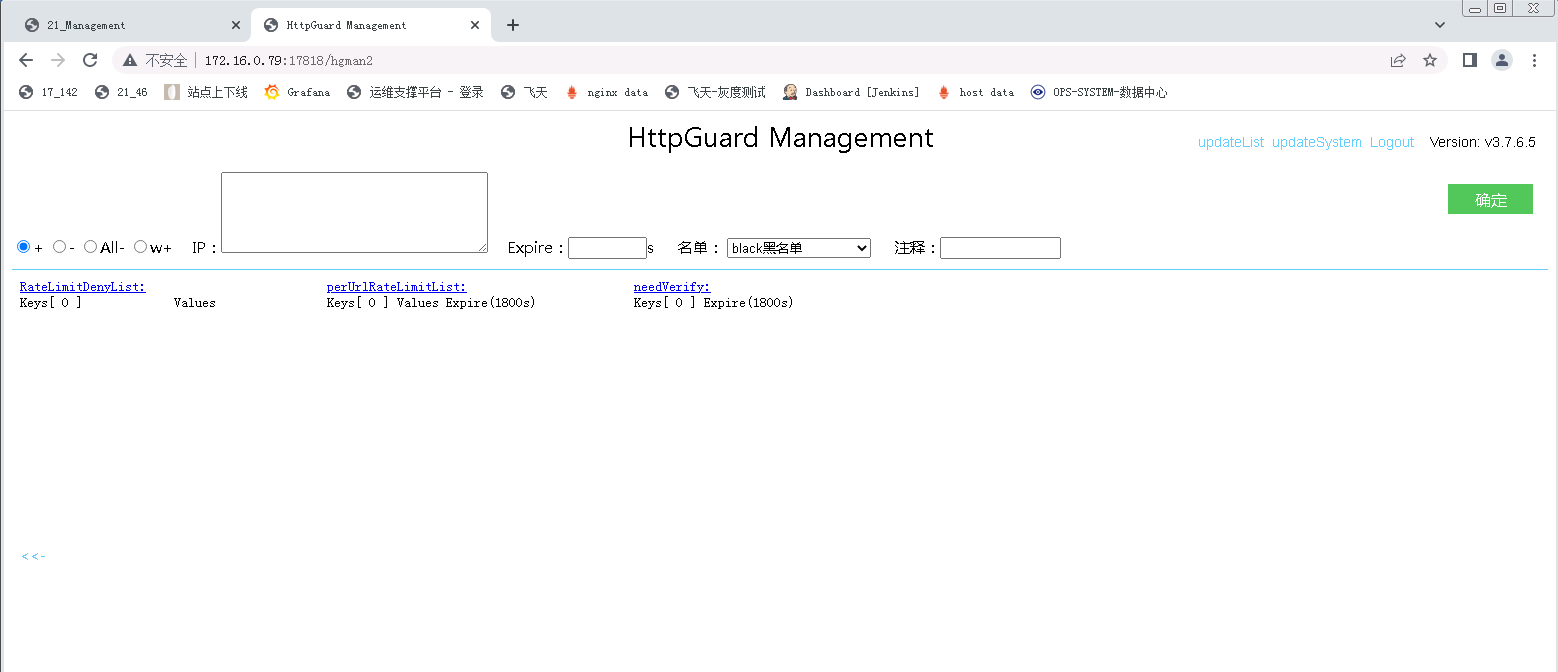 21_Management HttpGuard Management
不安全 172.16.0.79:17818/hgman2
17_142 21_46 站点上下线 Grafana 运维支撑平台 - 登录 飞天 nginx data 飞天-灰度测试 Dashboard [Jenkins] host data OPS-SYSTEM-数据中心
HttpGuard Management
updateList updateSystem Logout Version: v3.7.6.5
确定
+ - All- w+ IP： Expire： s 名单： black黑名单 注释：
RateLimitDenyList: perUrlRateLimitList: needVerify:
Keys[ 0 ] Values Keys[ 0 ] Values Expire(1800s) Keys[ 0 ] Expire(1800s)
<<-